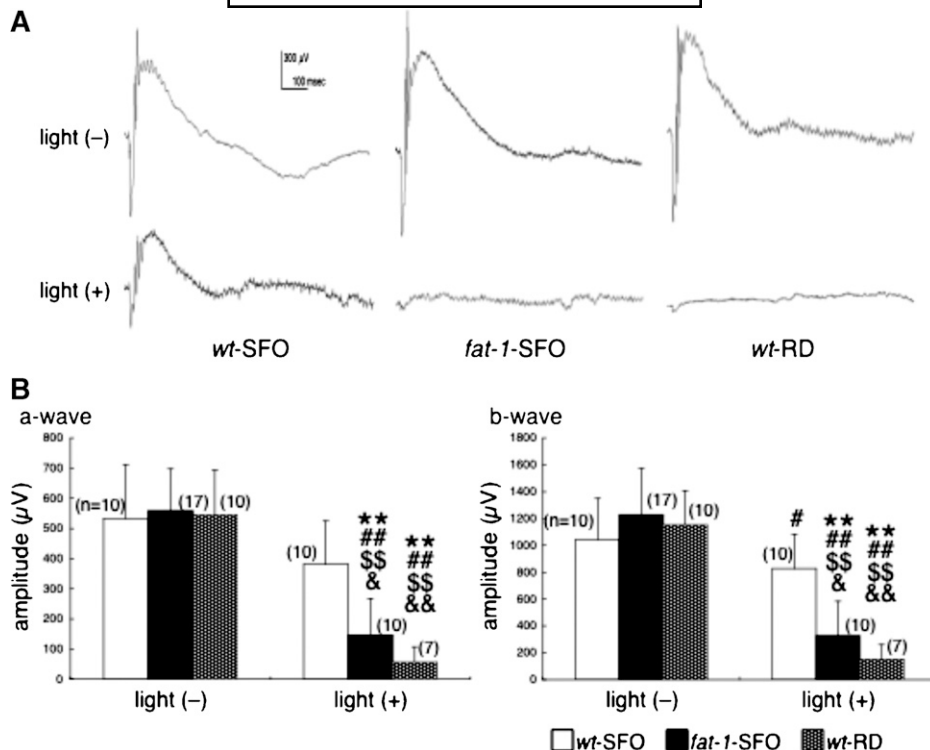 A
300 µV
100 msec
light (–)
light (+)
wt-SFO
fat-1-SFO
wt-RD
B
a-wave
amplitude (µV)
800
700
600
500
400
300
200
100
0
(n=10)
(17)
(10)
(10)
**
##
$$
&
(10)
**
##
$$
&&
(7)
light (–)
light (+)
b-wave
amplitude (µV)
1800
1600
1400
1200
1000
800
600
400
200
0
(n=10)
(17)
(10)
#
(10)
**
##
$$
&
(10)
**
##
$$
&&
(7)
light (–)
light (+)
wt-SFO fat-1-SFO wt-RD